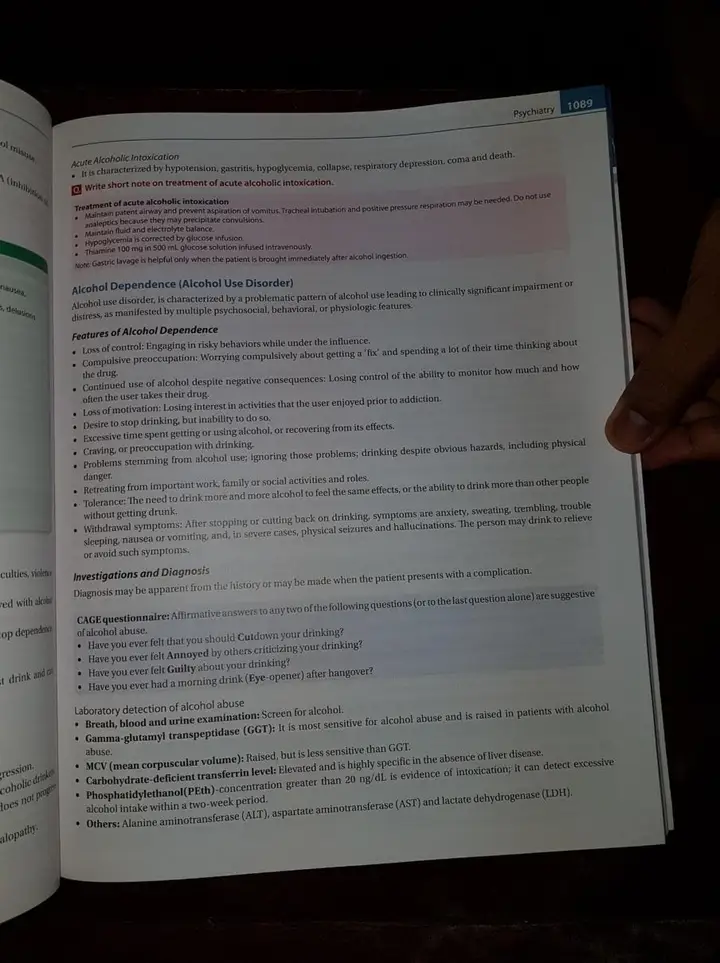 ol misuse.
A (inhibition of
nausea,
s, delusions
culties, violence
ved with alcohol
op dependence
t drink and can
gression.
coholic drinkers
does not progress
alopathy.
Psychiatry 1089
Acute Alcoholic Intoxication
• It is characterized by hypotension, gastritis, hypoglycemia, collapse, respiratory depression, coma and death.
Q. Write short note on treatment of acute alcoholic intoxication.
Treatment of acute alcoholic intoxication
• Maintain patent airway and prevent aspiration of vomitus. Tracheal intubation and positive pressure respiration may be needed. Do not use
analeptics because they may precipitate convulsions.
• Maintain fluid and electrolyte balance.
• Hypoglycemia is corrected by glucose infusion.
• Thiamine 100 mg in 500 mL glucose solution infused intravenously.
Note: Gastric lavage is helpful only when the patient is brought immediately after alcohol ingestion.
Alcohol Dependence (Alcohol Use Disorder)
Alcohol use disorder, is characterized by a problematic pattern of alcohol use leading to clinically significant impairment or
distress, as manifested by multiple psychosocial, behavioral, or physiologic features.
Features of Alcohol Dependence
• Loss of control: Engaging in risky behaviors while under the influence.
• Compulsive preoccupation: Worrying compulsively about getting a 'fix' and spending a lot of their time thinking about
the drug.
• Continued use of alcohol despite negative consequences: Losing control of the ability to monitor how much and how
often the user takes their drug.
• Loss of motivation: Losing interest in activities that the user enjoyed prior to addiction.
• Desire to stop drinking, but inability to do so.
• Excessive time spent getting or using alcohol, or recovering from its effects.
• Craving, or preoccupation with drinking.
• Problems stemming from alcohol use; ignoring those problems; drinking despite obvious hazards, including physical
danger.
• Retreating from important work, family or social activities and roles.
• Tolerance: The need to drink more and more alcohol to feel the same effects, or the ability to drink more than other people
without getting drunk.
• Withdrawal symptoms: After stopping or cutting back on drinking, symptoms are anxiety, sweating, trembling, trouble
sleeping, nausea or vomiting, and, in severe cases, physical seizures and hallucinations. The person may drink to relieve
or avoid such symptoms.
Investigations and Diagnosis
Diagnosis may be apparent from the history or may be made when the patient presents with a complication.
CAGE questionnaire: Affirmative answers to any two of the following questions (or to the last question alone) are suggestive
of alcohol abuse.
• Have you ever felt that you should Cut down your drinking?
• Have you ever felt Annoyed by others criticizing your drinking?
• Have you ever felt Guilty about your drinking?
• Have you ever had a morning drink (Eye-opener) after hangover?
Laboratory detection of alcohol abuse
• Breath, blood and urine examination: Screen for alcohol.
• Gamma-glutamyl transpeptidase (GGT): It is most sensitive for alcohol abuse and is raised in patients with alcohol
abuse.
• MCV (mean corpuscular volume): Raised, but is less sensitive than GGT.
• Carbohydrate-deficient transferrin level: Elevated and is highly specific in the absence of liver disease.
• Phosphatidylethanol(PEth)-concentration greater than 20 ng/dL is evidence of intoxication; it can detect excessive
alcohol intake within a two-week period.
• Others: Alanine aminotransferase (ALT), aspartate aminotransferase (AST) and lactate dehydrogenase (LDH).